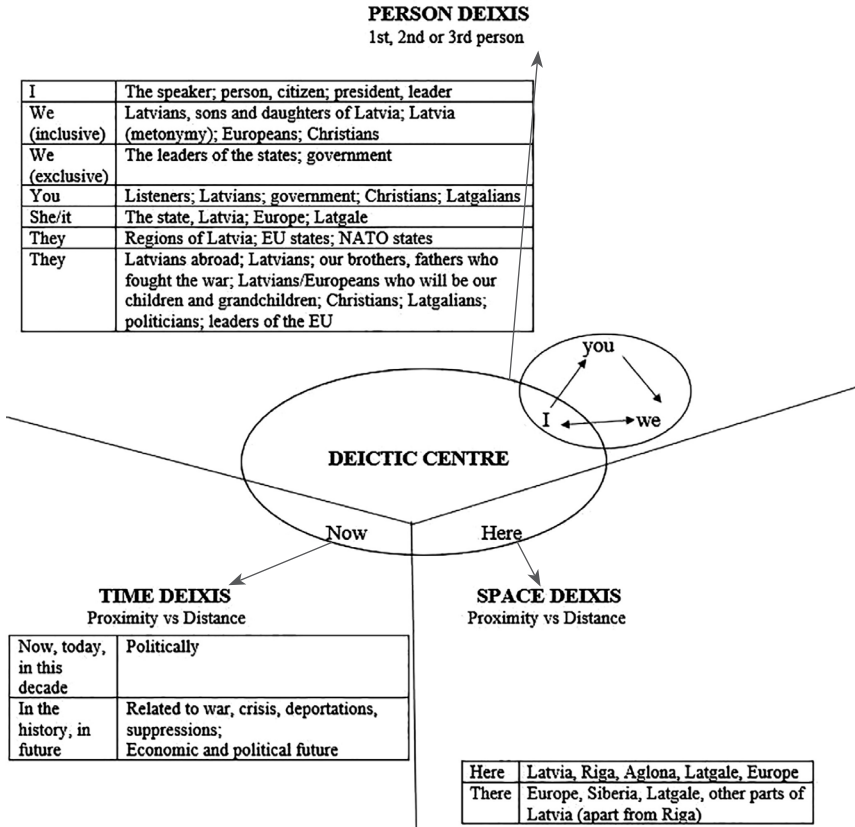 PERSON DEIXIS
1st, 2nd or 3rd person
I The speaker; person, citizen; president, leader
We Latvians, sons and daughters of Latvia; Latvia
(inclusive) (metonymy); Europeans; Christians
We The leaders of the states; government
(exclusive)
You Listeners; Latvians; government; Christians; Latgalians
She/it The state, Latvia; Europe; Latgale
They Regions of Latvia; EU states; NATO states
They Latvians abroad; Latvians; our brothers, fathers who
fought the war; Latvians/Europeans who will be our
children and grandchildren; Christians; Latgalians;
politicians; leaders of the EU
you
I we
DEICTIC CENTRE
Now Here
TIME DEIXIS
Proximity vs Distance
Now, today, Politically
in this
decade
In the Related to war, crisis, deportations,
history, in suppressions;
future Economic and political future
SPACE DEIXIS
Proximity vs Distance
Here Latvia, Riga, Aglona, Latgale, Europe
There Europe, Siberia, Latgale, other parts of
Latvia (apart from Riga)